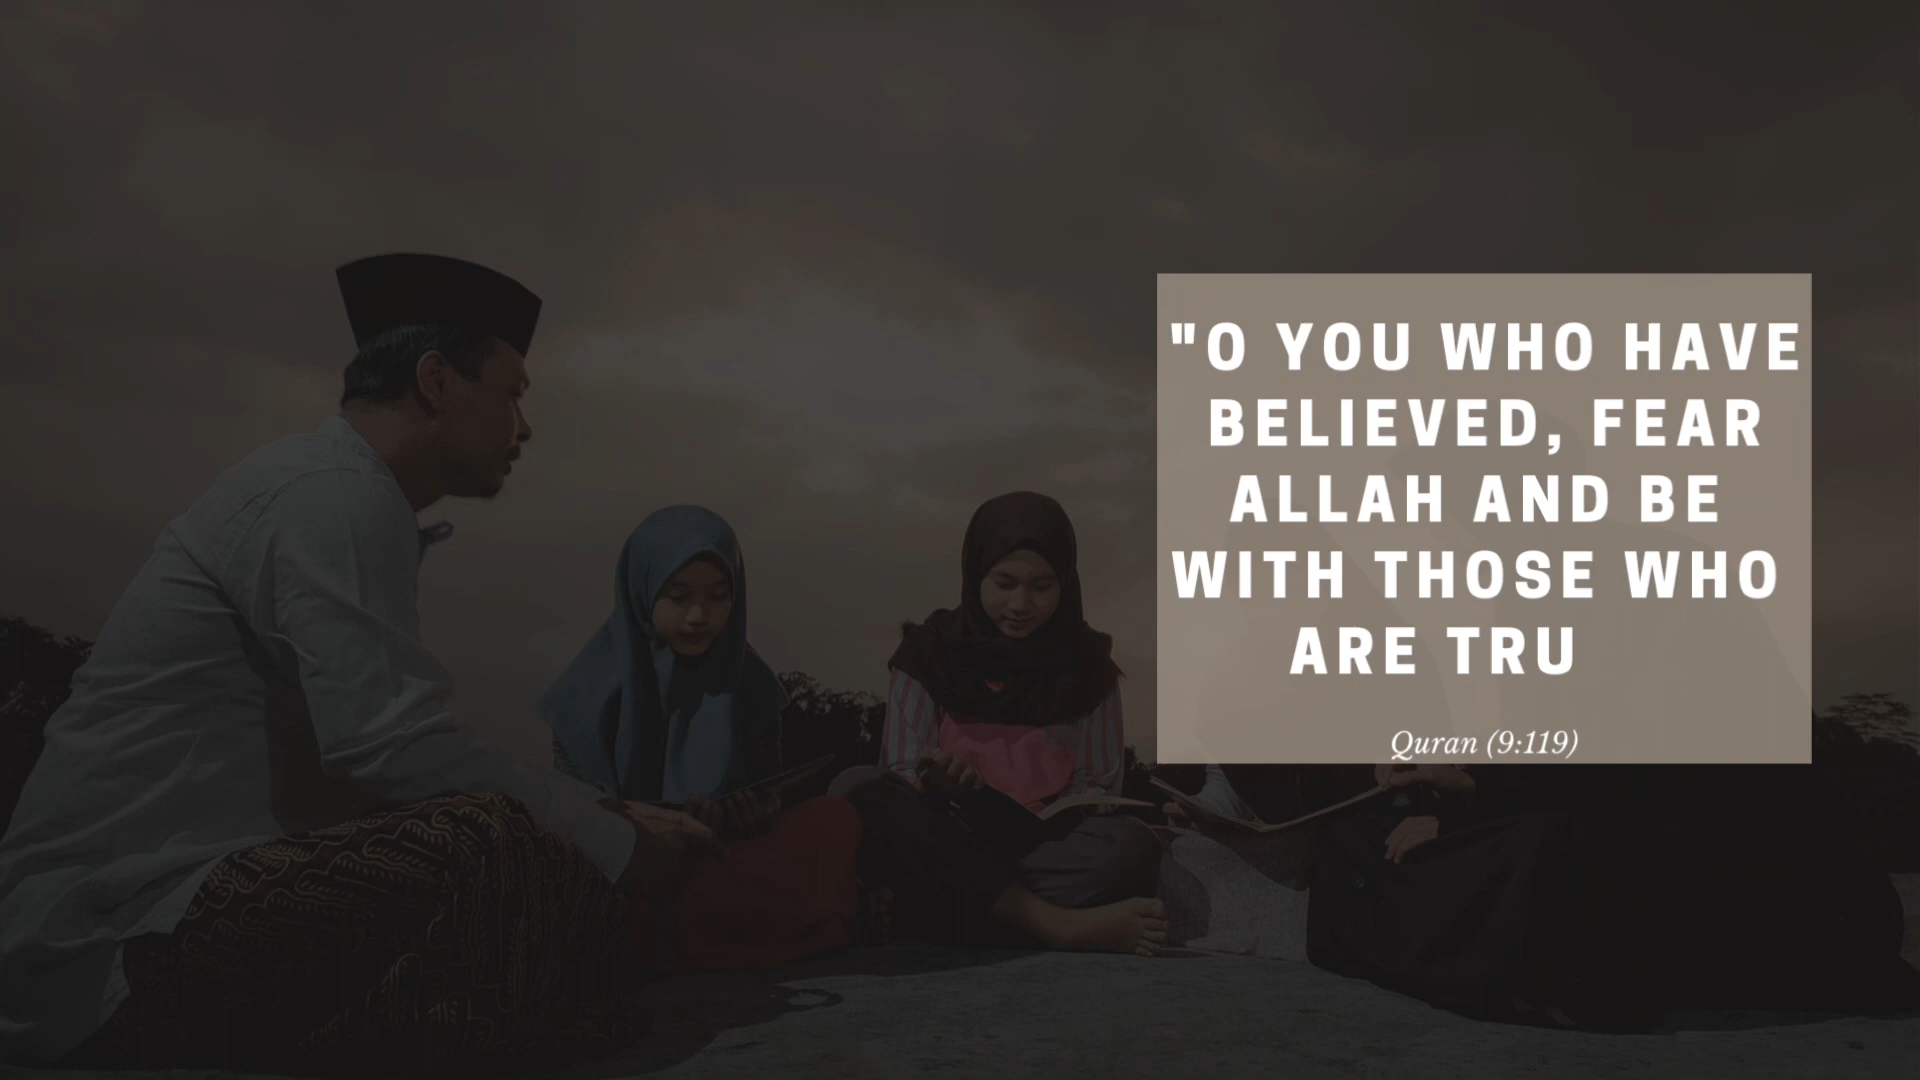 "O YOU WHO HAVE
BELIEVED, FEAR
ALLAH AND BE
WITH THOSE WHO
ARE TRU
Quran (9:119)